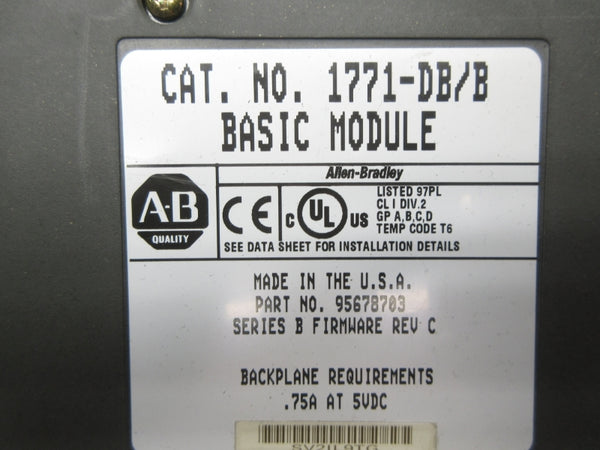 CAT. NO. 1771-DB/B
BASIC MODULE
Allen-Bradley
A-B
QUALITY
CE
C UL US
LISTED 97PL
CL I DIV.2
GP A,B,C,D
TEMP CODE T6
SEE DATA SHEET FOR INSTALLATION DETAILS
MADE IN THE U.S.A.
PART NO. 95678703
SERIES B FIRMWARE REV C
BACKPLANE REQUIREMENTS
.75A AT 5VDC